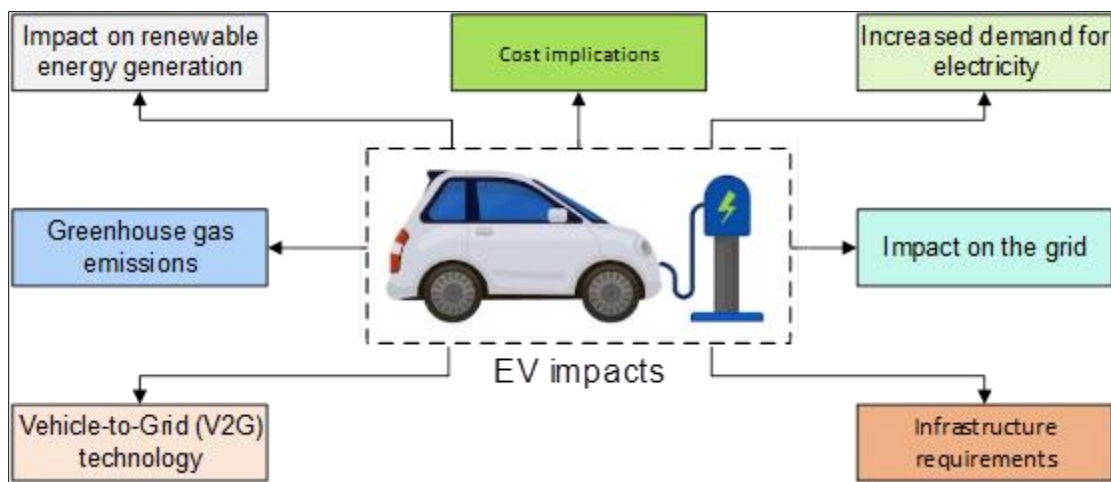 Impact on renewable
energy generation
Cost implications
Increased demand for
electricity
Greenhouse gas
emissions
Impact on the grid
EV impacts
Vehicle-to-Grid (V2G)
technology
Infrastructure
requirements